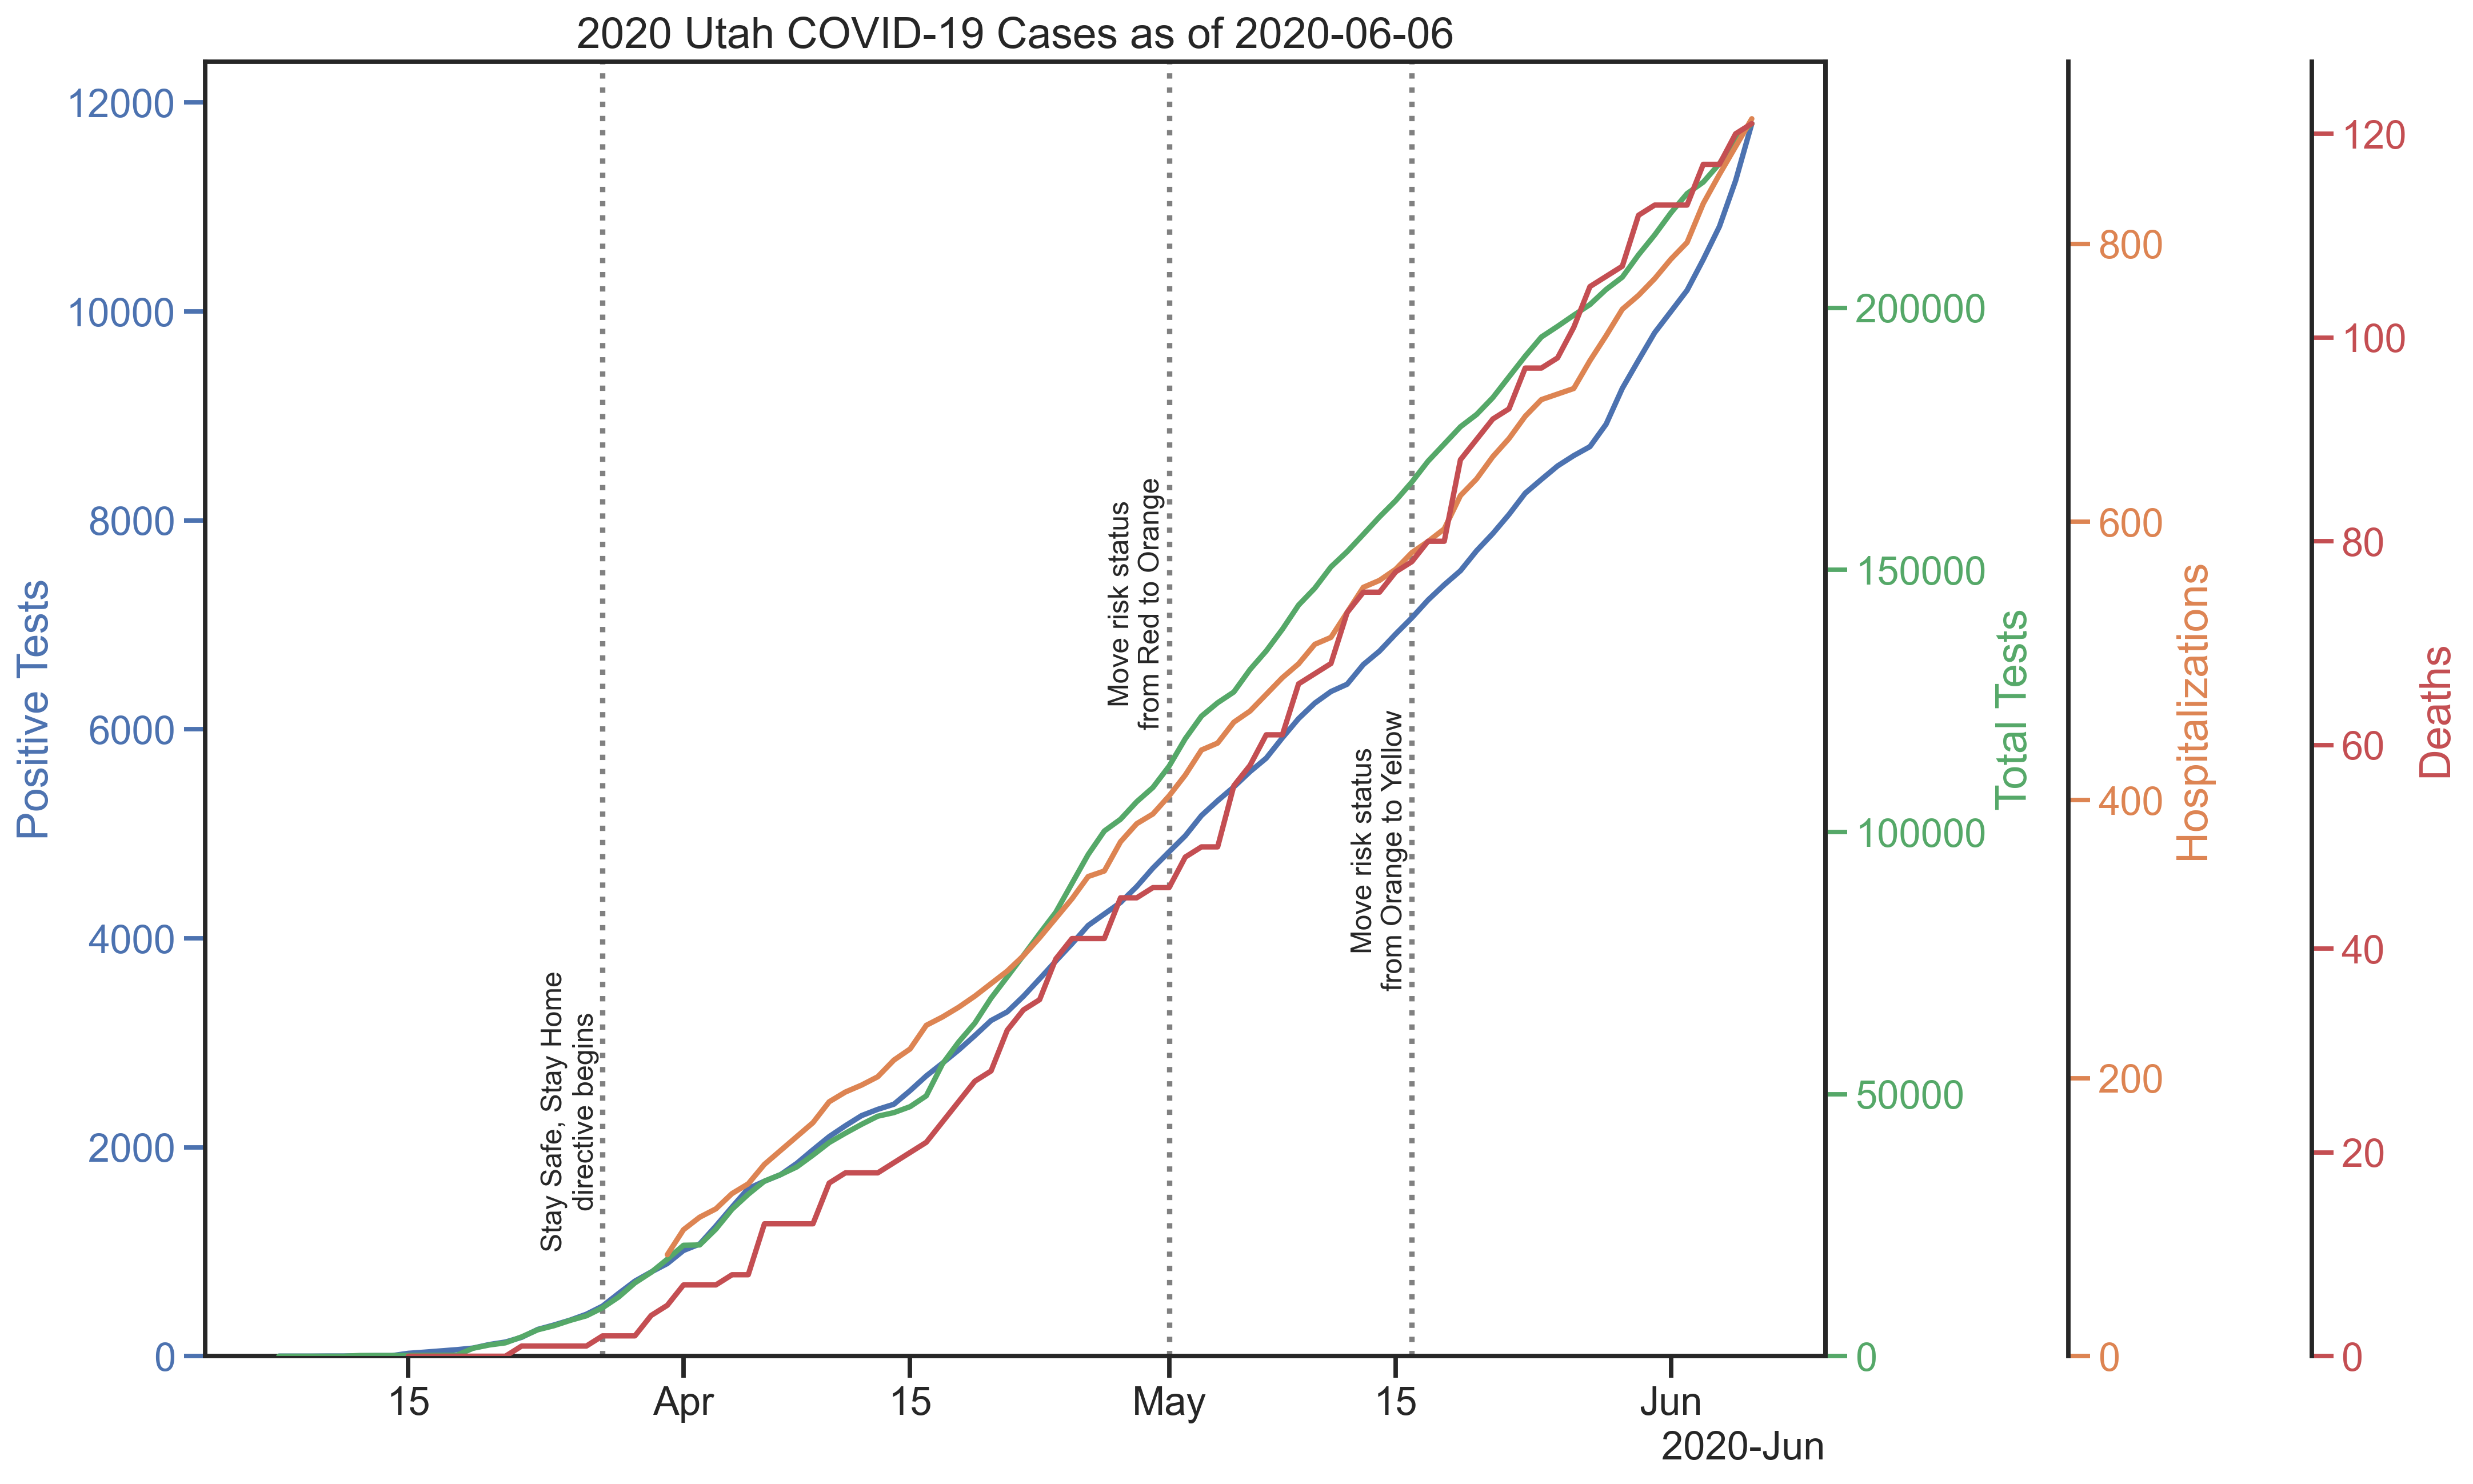 2020 Utah COVID-19 Cases as of 2020-06-06
12000
10000
8000
6000
4000
2000
0
Positive Tests
Stay Safe, Stay Home
directive begins
Move risk status
from Red to Orange
Move risk status
from Orange to Yellow
15
Apr
15
May
15
Jun
2020-Jun
200000
150000
100000
50000
0
Total Tests
800
600
400
200
0
Hospitalizations
120
100
80
60
40
20
0
Deaths